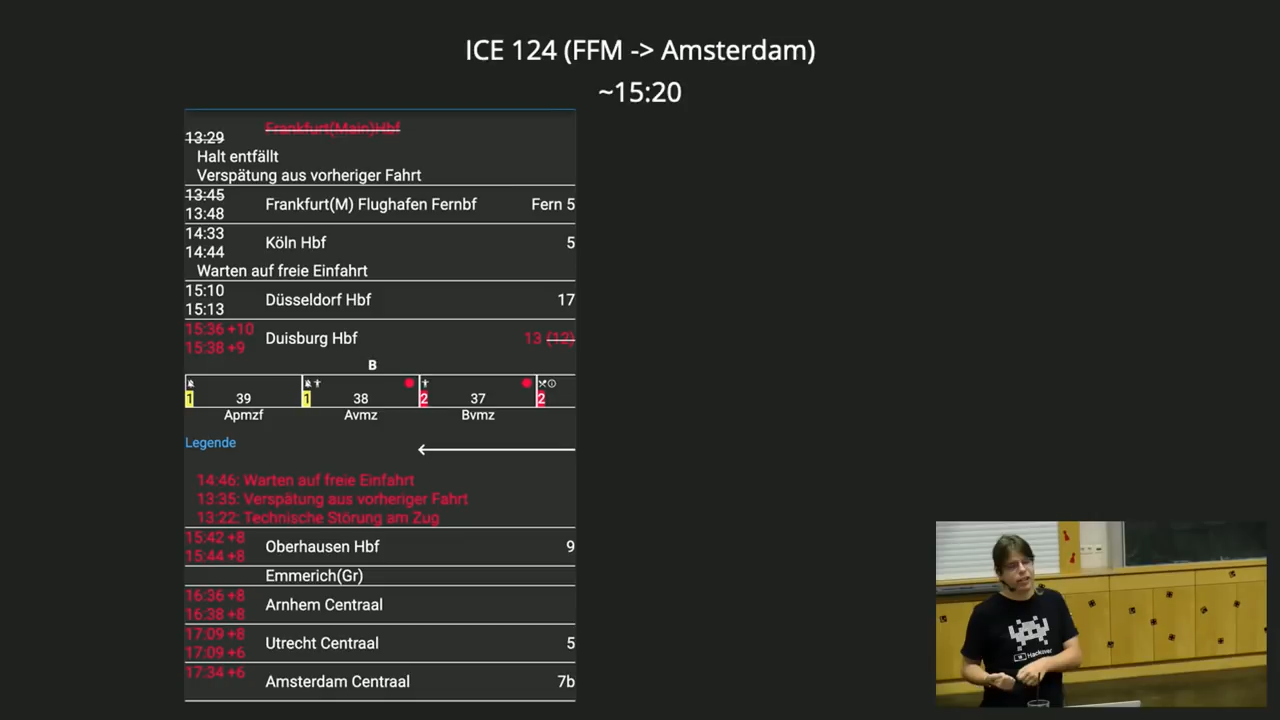 ICE 124 (FFM -> Amsterdam)
~15:20
Frankfurt(Main)Hbf
13:29
Halt entfällt
Verspätung aus vorheriger Fahrt
13:45
13:48 Frankfurt(M) Flughafen Fernbf Fern 5
14:33
14:44 Köln Hbf 5
Warten auf freie Einfahrt
15:10
15:13 Düsseldorf Hbf 17
15:36 +10
15:38 +9 Duisburg Hbf 13 (12)
B
1 39 1 38 2 37 2
Apmzf Avmz Bvmz
Legende
14:46: Warten auf freie Einfahrt
13:35: Verspätung aus vorheriger Fahrt
13:22: Technische Störung am Zug
15:42 +8
15:44 +8 Oberhausen Hbf 9
Emmerich(Gr)
16:36 +8
16:38 +8 Arnhem Centraal
17:09 +8
17:09 +6 Utrecht Centraal 5
17:34 +6
Amsterdam Centraal 7b
Hackover